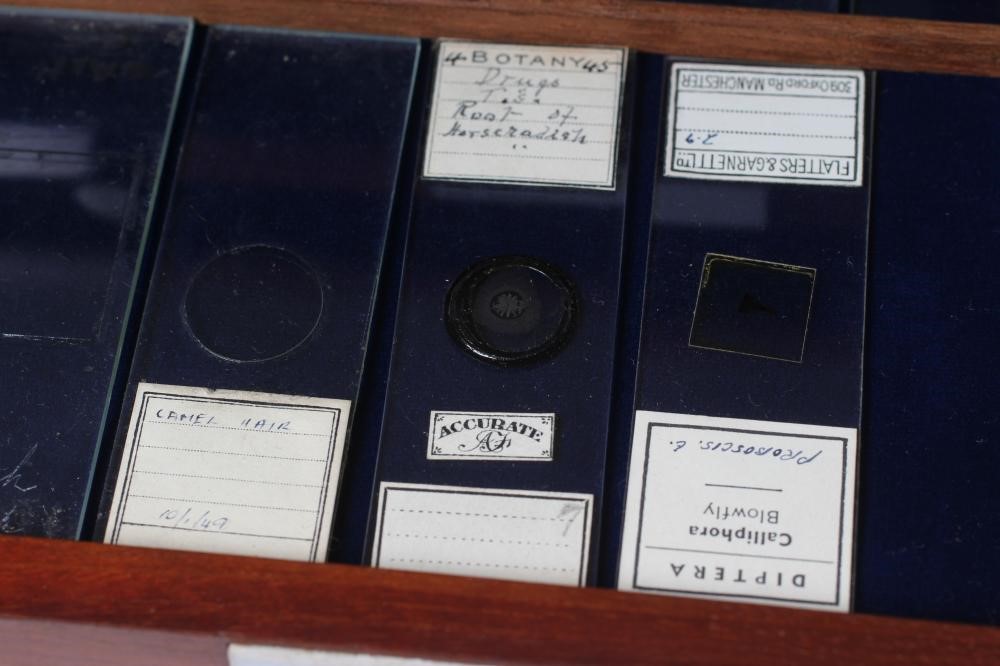 CAMEL HAIR
10/1/49
4 BOTANY 45
Drugs
T.S.
Root of
Horseradish
ACCURATE
7
FLATTERS & GARNETT LTD
309 OXFORD RD MANCHESTER
DIPTERA
Calliphora
Blowfly
PROBOSCIS. L.